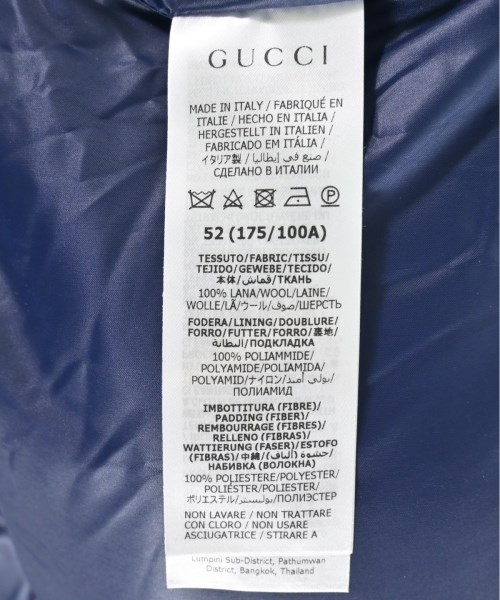 GUCCI
MADE IN ITALY / FABRIQUÉ EN
ITALIE / HECHO EN ITALIA /
HERGESTELLT IN ITALIEN /
FABRICADO EM ITÁLIA /
イタリア製 / صنع في إيطاليا /
СДЕЛАНО В ИТАЛИИ
P
52 (175/100A)
TESSUTO/FABRIC/TISSU/
TEJIDO/GEWEBE/TECIDO/
本体/قماش/ТКАНЬ
100% LANA/WOOL/LAINE/
WOLLE/LÃ/ウール/صوف/ШЕРСТЬ
FODERA/LINING/DOUBLURE/
FORRO/FUTTER/FORRO/裏地/
البطانة/ПОДКЛАДКА
100% POLIAMMIDE/
POLYAMIDE/POLIAMIDA/
POLYAMID/ナイロン/بولي أميد/
ПОЛИАМИД
IMBOTTITURA (FIBRE)/
PADDING (FIBER)/
REMBOURRAGE (FIBRES)/
RELLENO (FIBRAS)/
WATTIERUNG (FASER)/ESTOFO
(FIBRAS)/中綿/حشوة (ألياف)/
НАБИВКА (ВОЛОКНА)
100% POLIESTERE/POLYESTER/
POLIÉSTER/POLIÉSTER/
ポリエステル/بوليستر/ПОЛИЭСТЕР
NON LAVARE / NON TRATTARE
CON CLORO / NON USARE
ASCIUGATRICE / STIRARE A
Lumpini Sub-District, Pathumwan
District, Bangkok, Thailand